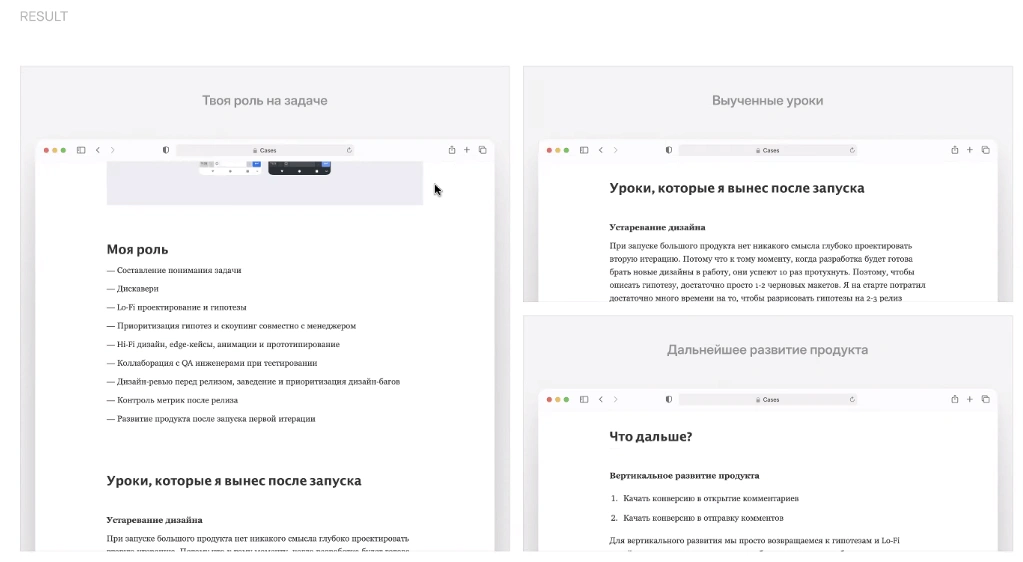 RESULT
Твоя роль на задаче
Cases
Моя роль
— Составление понимания задачи
— Дискавери
— Lo-Fi проектирование и гипотезы
— Приоритизация гипотез и скоупинг совместно с менеджером
— Hi-Fi дизайн, edge-кейсы, анимации и прототипирование
— Коллаборация с QA инженерами при тестировании
— Дизайн-ревью перед релизом, заведение и приоритизация дизайн-багов
— Контроль метрик после релиза
— Развитие продукта после запуска первой итерации
Уроки, которые я вынес после запуска
Устаревание дизайна
При запуске большого продукта нет никакого смысла глубоко проектировать
Выученные уроки
Cases
Уроки, которые я вынес после запуска
Устаревание дизайна
При запуске большого продукта нет никакого смысла глубоко проектировать
вторую итерацию. Потому что к тому моменту, когда разработка будет готова
брать новые дизайны в работу, они успеют 10 раз протухнуть. Поэтому, чтобы
описать гипотезу, достаточно просто 1-2 черновых макетов. Я на старте потратил
достаточно много времени на то, чтобы разрисовать гипотезы на 2-3 релиз
Дальнейшее развитие продукта
Cases
Что дальше?
Вертикальное развитие продукта
1. Качать конверсию в открытие комментариев
2. Качать конверсию в отправку комментов
Для вертикального развития мы просто возвращаемся к гипотезам и Lo-Fi